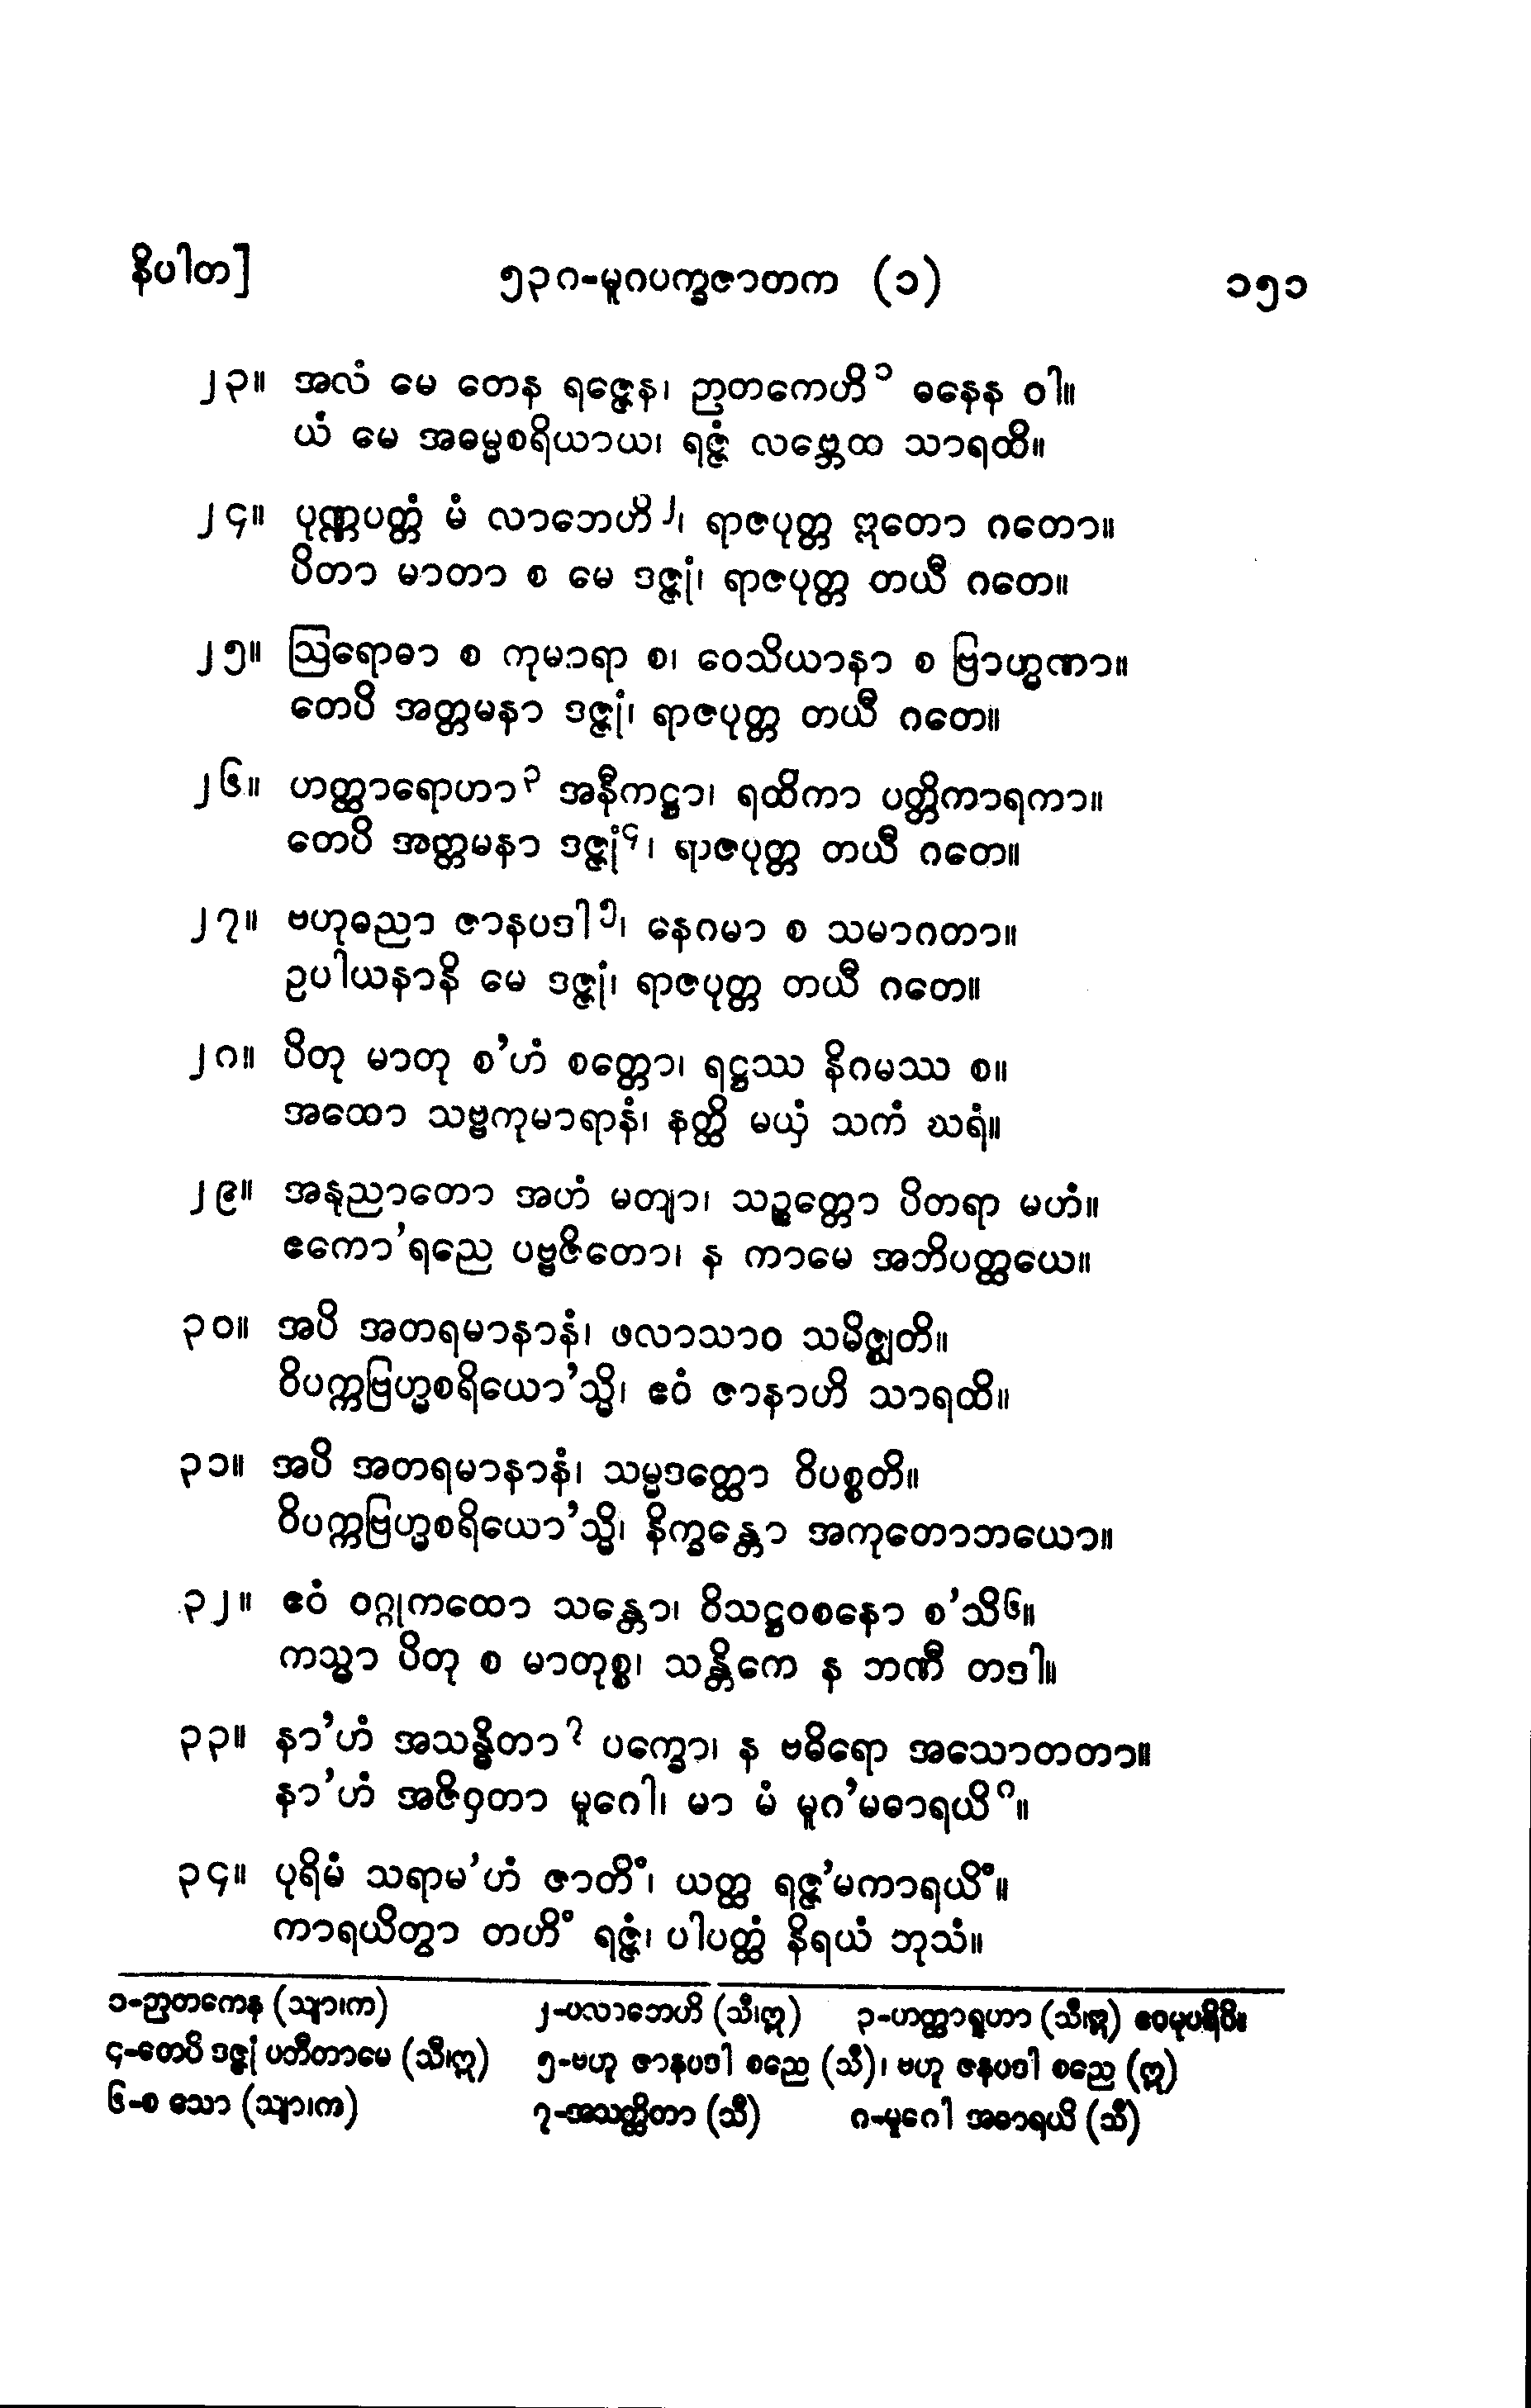 နိပါတ]	၅၃၈-မူဂပက္ခဇာတက (၁)	၁၅၁
၂၃။ အလံ မေ တေန ရဇ္ဇေန၊ ဉာတကေဟိ၁ ဓနေန ဝါ။
ယံ မေ အဓမ္မစရိယာယ၊ ရဇ္ဇံ လဗ္ဘေထ သာရထိ။
၂၄။ ပုဏ္ဏပတ္တံ မံ လာဘေဟိ၂၊ ရာဇပုတ္တ ဣတော ဂတော။
ပိတာ မာတာ စ မေ ဒဇ္ဇုံ၊ ရာဇပုတ္တ တယီ ဂတေ။
၂၅။ ဩရောဓာ စ ကုမာရာ စ၊ ဝေသိယာနာ စ ဗြာဟ္မဏာ။
တေပိ အတ္တမနာ ဒဇ္ဇုံ၊ ရာဇပုတ္တ တယီ ဂတေ။
၂၆။ ဟတ္ထာရောဟာ၃ အနီကဋ္ဌာ၊ ရထိကာ ပတ္တိကာရကာ။
တေပိ အတ္တမနာ ဒဇ္ဇုံ၄၊ ရာဇပုတ္တ တယီ ဂတေ။
၂၇။ ဗဟုဓညာ ဇာနပဒါ၅၊ နေဂမာ စ သမာဂတာ။
ဥပါယနာနိ မေ ဒဇ္ဇုံ၊ ရာဇပုတ္တ တယီ ဂတေ။
၂၈။ ပိတု မာတု စ’ဟံ စတ္တော၊ ရဋ္ဌဿ နိဂမဿ စ။
အထော သဗ္ဗကုမာရာနံ၊ နတ္ထိ မယှံ သကံ ဃရံ။
၂၉။ အနုညာတော အဟံ မတျာ၊ သဉ္စတ္တော ပိတရာ မဟံ။
ဧကော’ရညေ ပဗ္ဗဇိတော၊ န ကာမေ အဘိပတ္ထယေ။
၃၀။ အပိ အတရမာနာနံ၊ ဖလာသာဝ သမိဇ္ဈတိ။
ဝိပက္ကဗြဟ္မစရိယော’သ္မိ၊ ဧဝံ ဇာနာဟိ သာရထိ။
၃၁။ အပိ အတရမာနာနံ၊ သမ္မဒတ္ထော ဝိပစ္စတိ။
ဝိပက္ကဗြဟ္မစရိယော’သ္မိ၊ နိက္ခန္တော အကုတောဘယော။
၃၂။ ဧဝံ ဝဂ္ဂုကထော သန္တော၊ ဝိသဋ္ဌဝစနော စ’သိ၆။
ကသ္မာ ပိတု စ မာတုစ္စ၊ သန္တိကေ န ဘဏီ တဒါ။
၃၃။ နာ’ဟံ အသန္ဓိတာ၇ ပက္ခော၊ န ဗဓိရော အသောတတာ။
နာ’ဟံ အဇိဝှတာ မူဂေါ၊ မာ မံ မူဂ’မဓာရယိ၈။
၃၄။ ပုရိမံ သရာမ’ဟံ ဇာတိံ၊ ယတ္ထ ရဇ္ဇ’မကာရယိံ။
ကာရယိတွာ တဟိံ ရဇ္ဇံ၊ ပါပတ္ထံ နိရယံ ဘုသံ။
၁-ဉာတကေန (သျာ၊က)	၂-ပလာဘေဟိ (သီ၊ဣ)	၃-ဟတ္ထာရူဟာ (သီ၊ဣ) ဧဝမုပရိပိ။
၄-တေပိ ဒဇ္ဇုံ ပတီတာမေ (သီ၊ဣ)	၅-ဗဟူ ဇာနပဒါ စညေ (သီ)၊ ဗဟူ ဇနပဒါ စညေ (ဣ)
၆-စ သော (သျာ၊က)	၇-အသတ္ထိတာ (သီ)	၈-မူဂေါ အဓာရယိ (သီ)